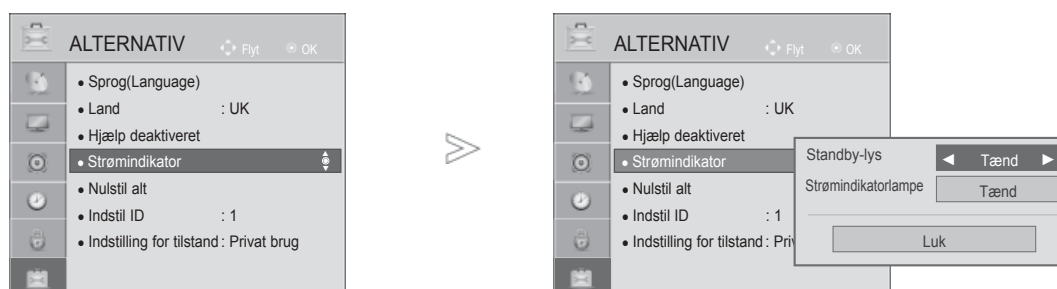 ALTERNATIV Flyt OK
• Sprog(Language)
• Land : UK
• Hjælp deaktiveret
• Strømindikator
• Nulstil alt
• Indstil ID : 1
• Indstilling for tilstand : Privat brug
ALTERNATIV Flyt OK
• Sprog(Language)
• Land : UK
• Hjælp deaktiveret
• Strømindikator
• Nulstil alt
• Indstil ID : 1
• Indstilling for tilstand : Pri
Standby-lys ◀ Tænd ▶
Strømindikatorlampe Tænd
Luk